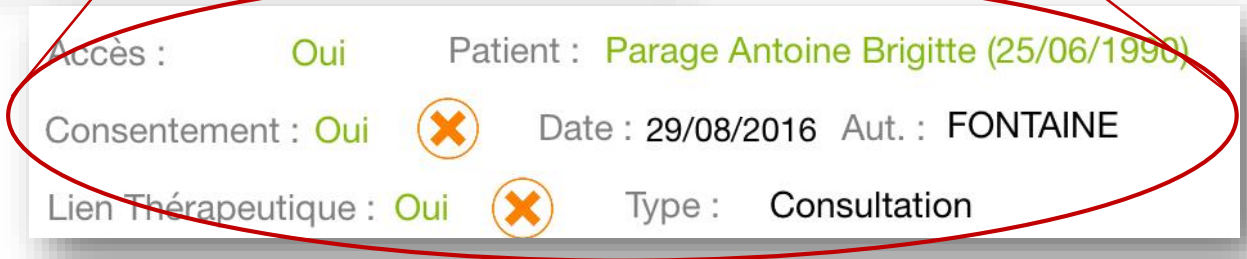 Accès : Oui Patient : Parage Antoine Brigitte (25/06/1990)
Consentement : Oui Date : 29/08/2016 Aut. : FONTAINE
Lien Thérapeutique : Oui Type : Consultation